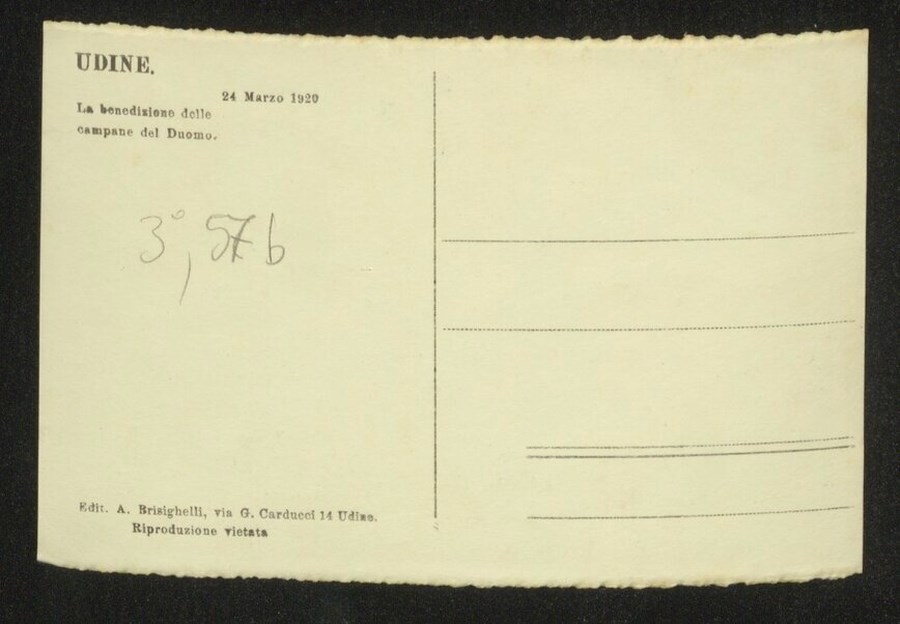 UDINE.
24 Marzo 1920
La benedizione delle
campane del Duomo.
3°, 57 b
Edit. A. Brisighelli, via G. Carducci 14 Udine.
Riproduzione vietata